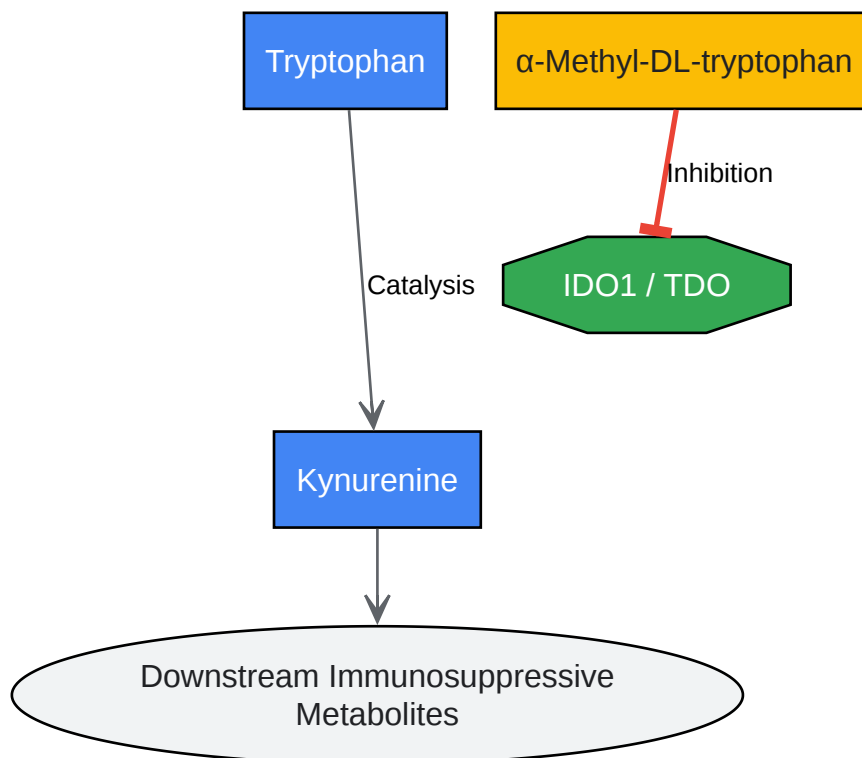 Tryptophan
α-Methyl-DL-tryptophan
Inhibition
Catalysis
IDO1 / TDO
Kynurenine
Downstream Immunosuppressive
Metabolites